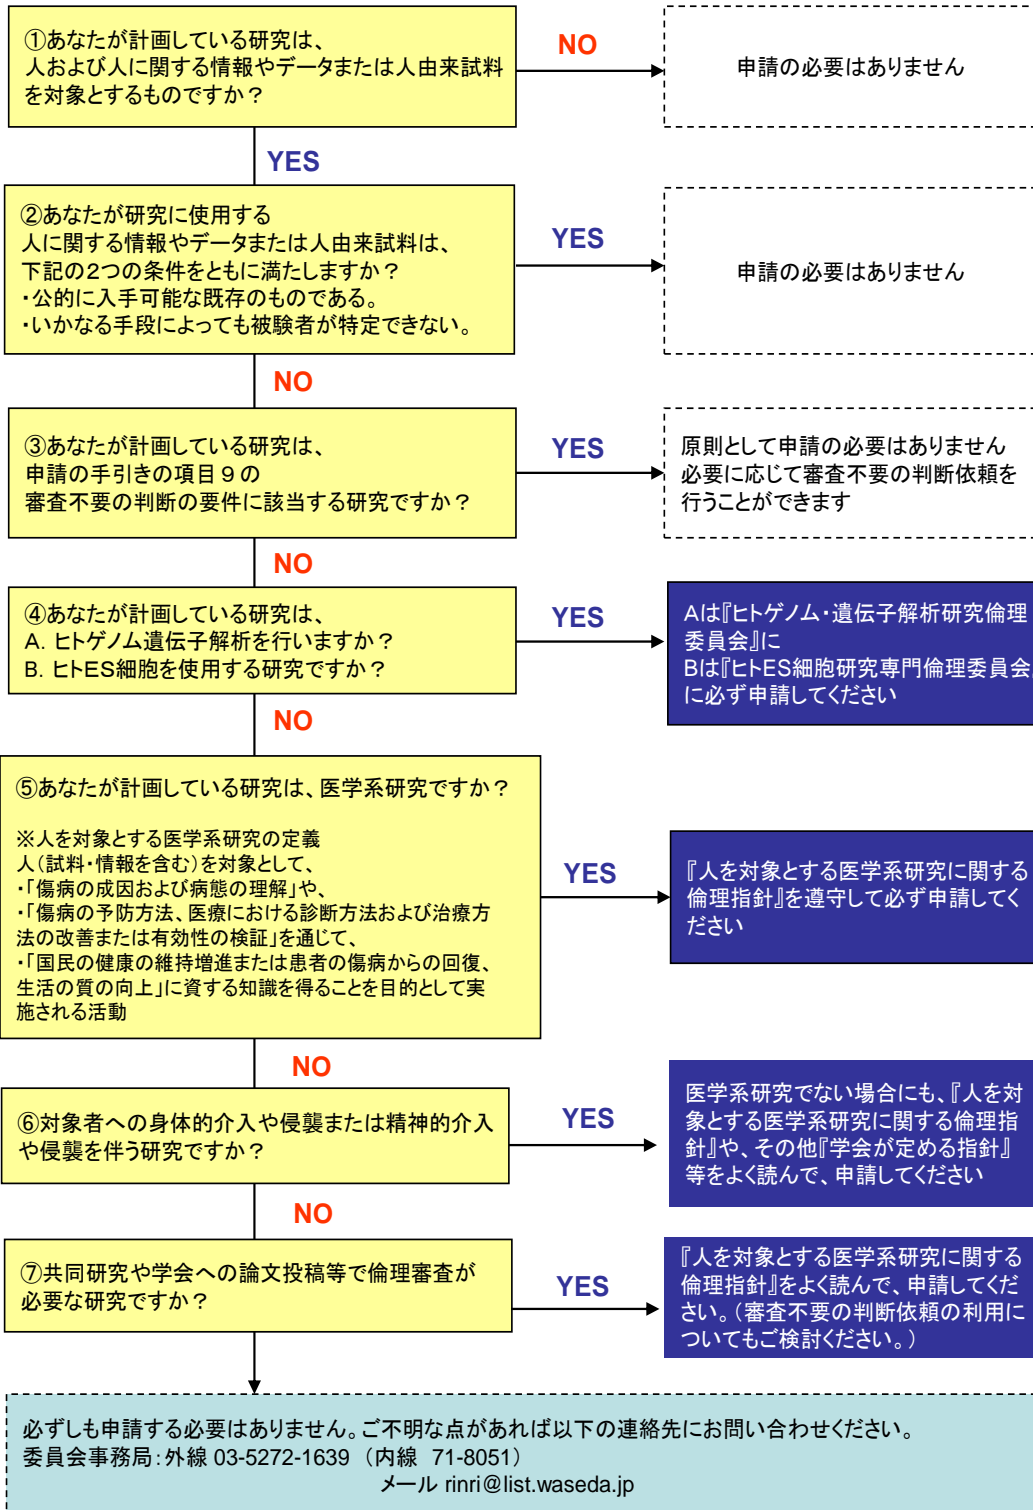 ①あなたが計画している研究は、
人および人に関する情報やデータまたは人由来試料
を対象とするものですか？
NO
申請の必要はありません
YES
②あなたが研究に使用する
人に関する情報やデータまたは人由来試料は、
下記の２つの条件をともに満たしますか？
・公的に入手可能な既存のものである。
・いかなる手段によっても被験者が特定できない。
YES
申請の必要はありません
NO
③あなたが計画している研究は、
申請の手引きの項目９の
審査不要の判断の要件に該当する研究ですか？
YES
原則として申請の必要はありません
必要に応じて審査不要の判断依頼を
行うことができます
NO
④あなたが計画している研究は、
A. ヒトゲノム遺伝子解析を行いますか？
B. ヒトES細胞を使用する研究ですか？
YES
Aは『ヒトゲノム・遺伝子解析研究倫理
委員会』に
Bは『ヒトES細胞研究専門倫理委員会』
に必ず申請してください
NO
⑤あなたが計画している研究は、医学系研究ですか？
※人を対象とする医学系研究の定義
人（試料・情報を含む）を対象として、
・「傷病の成因および病態の理解」や、
・「傷病の予防方法、医療における診断方法および治療方
法の改善または有効性の検証」を通じて、
・「国民の健康の維持増進または患者の傷病からの回復、
生活の質の向上」に資する知識を得ることを目的として実
施される活動
YES
『人を対象とする医学系研究に関する
倫理指針』を遵守して必ず申請してく
ださい
NO
⑥対象者への身体的介入や侵襲または精神的介入
や侵襲を伴う研究ですか？
YES
医学系研究でない場合にも、『人を対
象とする医学系研究に関する倫理指
針』や、その他『学会が定める指針』
等をよく読んで、申請してください
NO
⑦共同研究や学会への論文投稿等で倫理審査が
必要な研究ですか？
YES
『人を対象とする医学系研究に関する
倫理指針』をよく読んで、申請してくだ
さい。（審査不要の判断依頼の利用に
ついてもご検討ください。）
必ずしも申請する必要はありません。ご不明な点があれば以下の連絡先にお問い合わせください。
委員会事務局：外線 03-5272-1639 （内線 71-8051）
メール rinri@list.waseda.jp